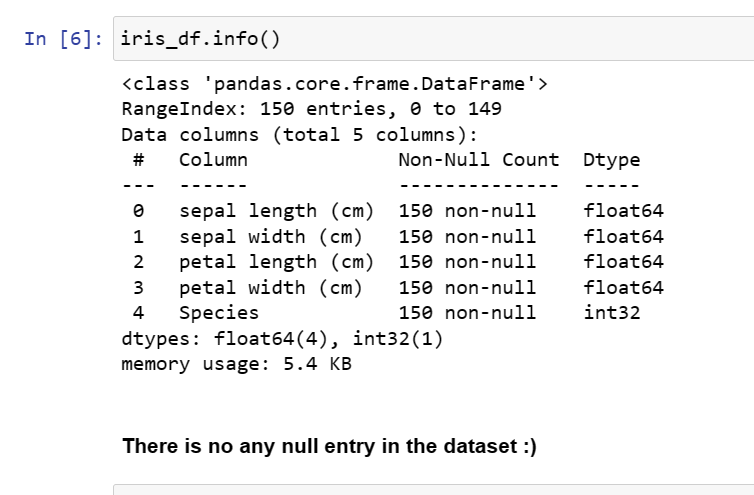 In [6]: iris_df.info()
<class 'pandas.core.frame.DataFrame'>
RangeIndex: 150 entries, 0 to 149
Data columns (total 5 columns):
 #   Column             Non-Null Count  Dtype
---  ------             --------------  -----
 0   sepal length (cm)  150 non-null    float64
 1   sepal width (cm)   150 non-null    float64
 2   petal length (cm)  150 non-null    float64
 3   petal width (cm)   150 non-null    float64
 4   Species            150 non-null    int32
dtypes: float64(4), int32(1)
memory usage: 5.4 KB
There is no any null entry in the dataset :)